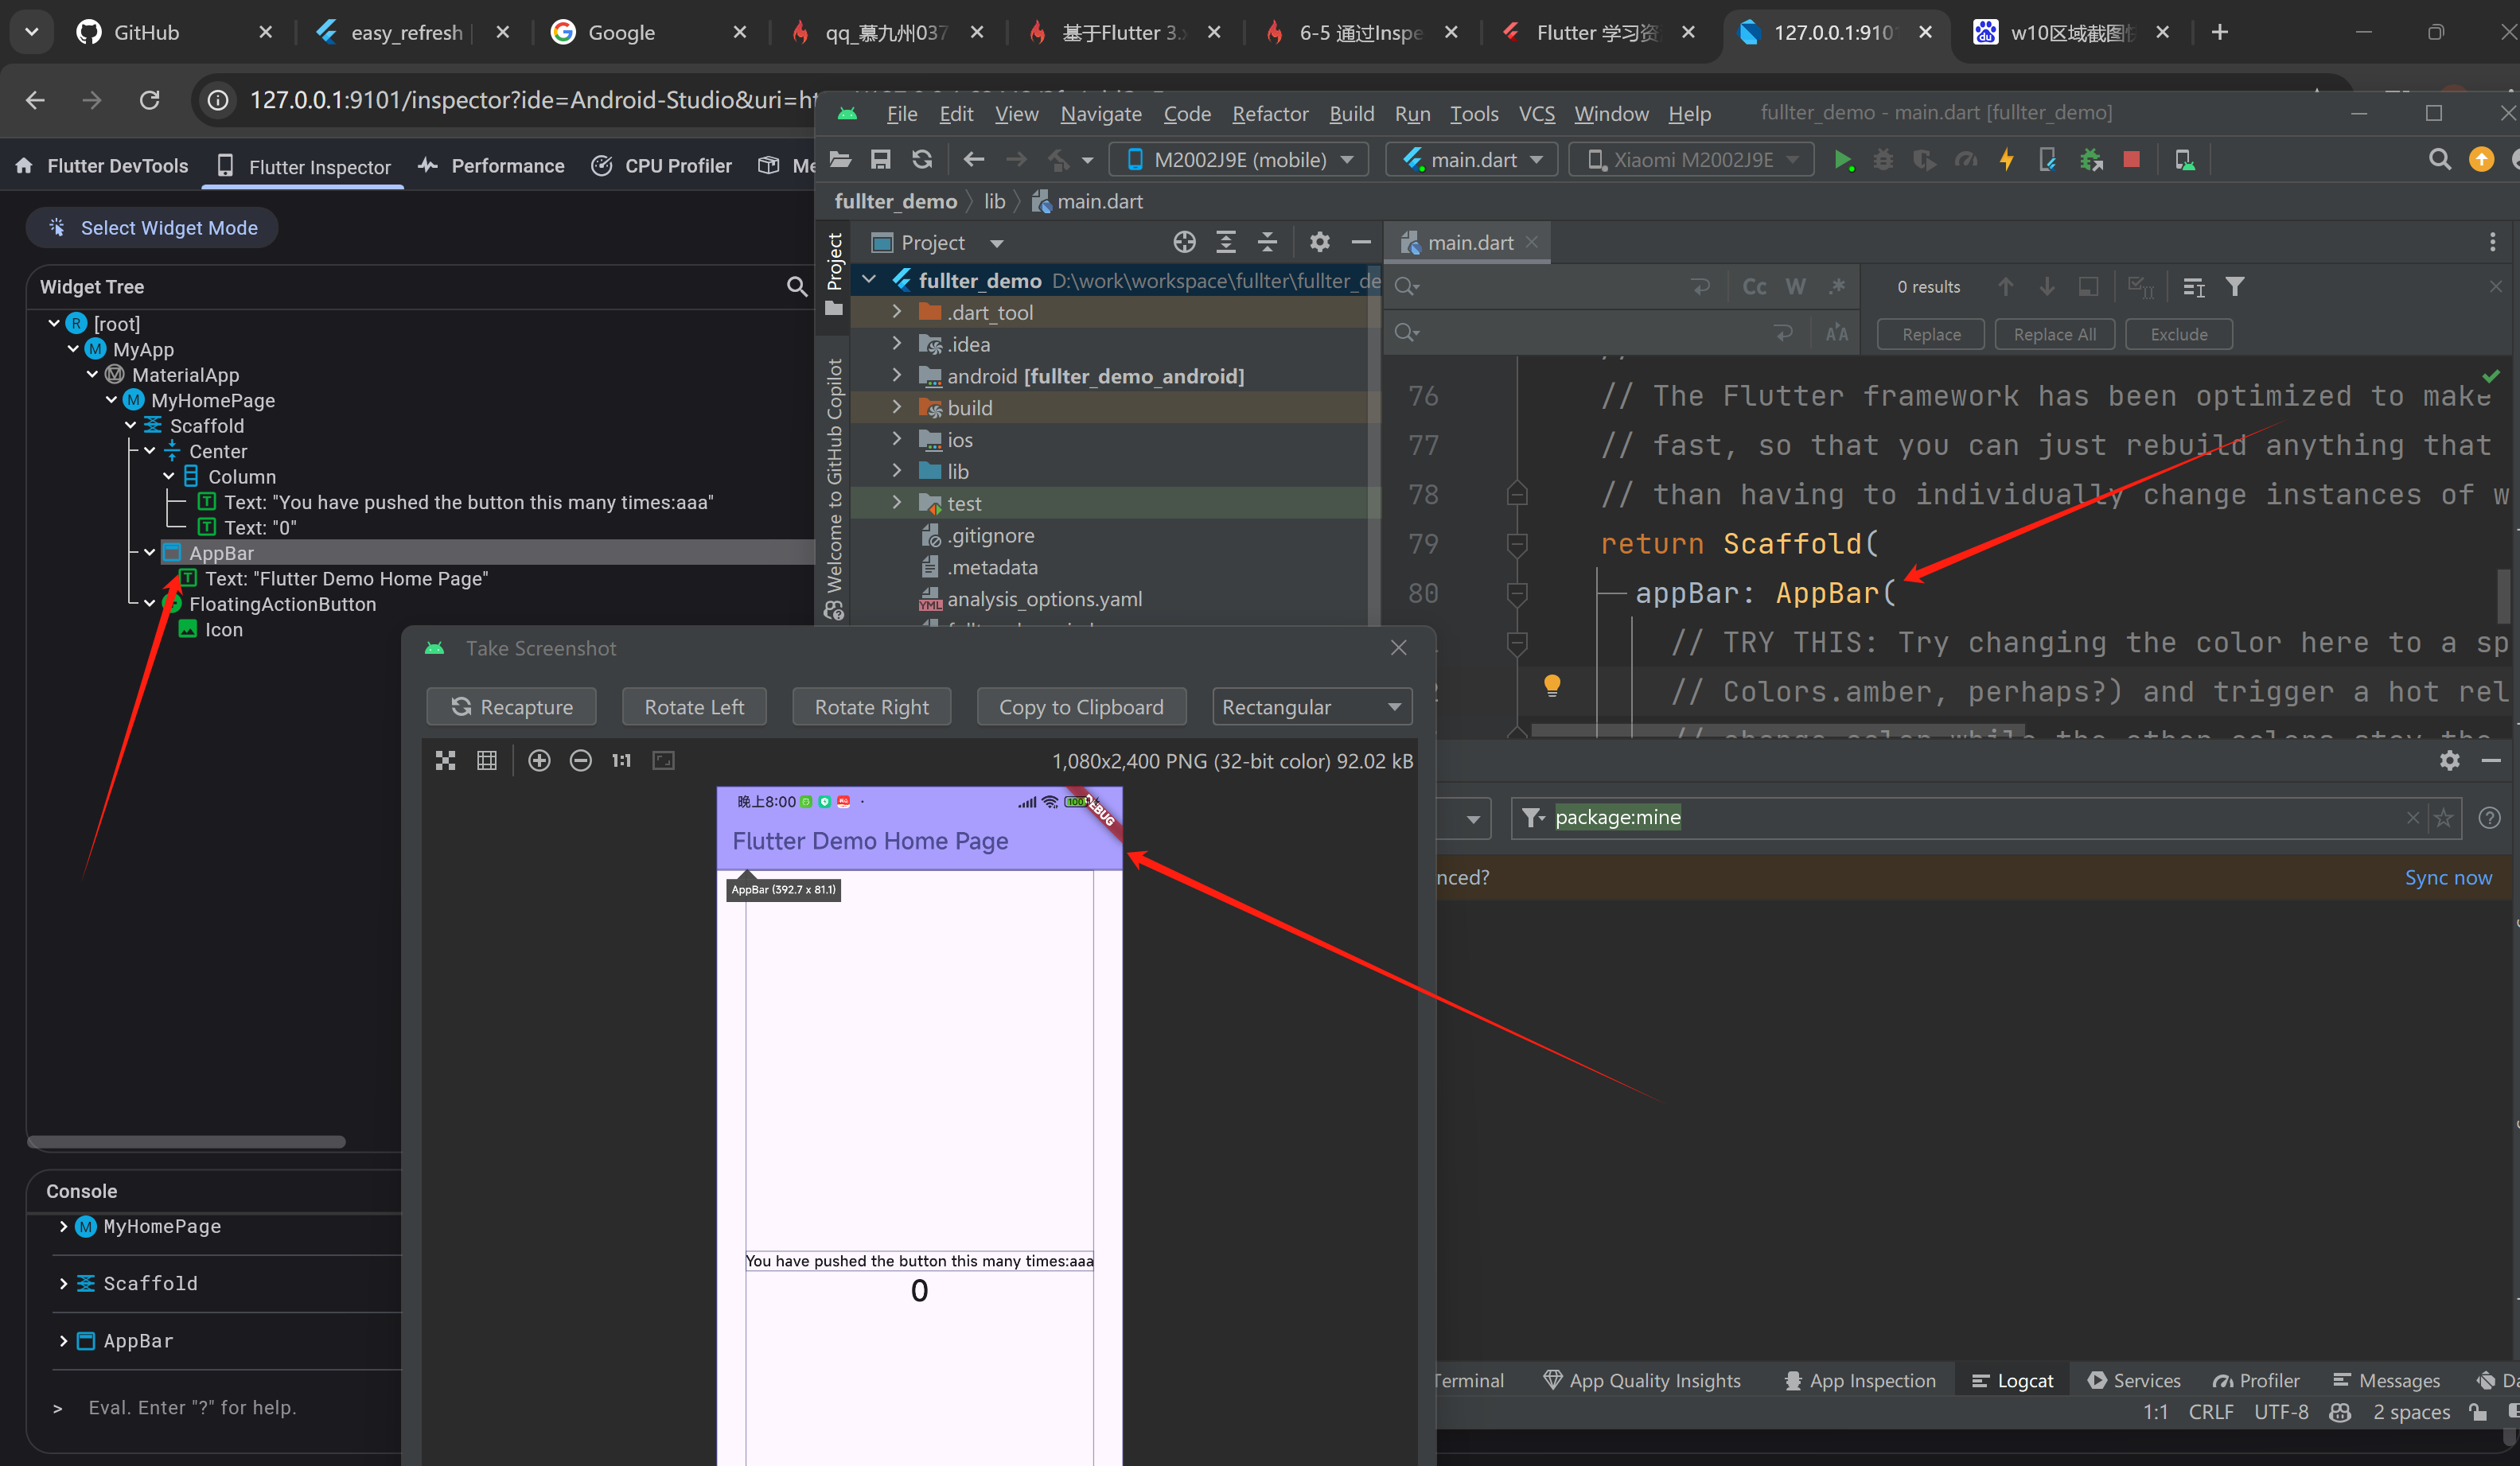 GitHub
easy_refresh
Google
qq_慕九州037
基于Flutter 3.x
6-5 通过Inspe
Flutter 学习资
127.0.0.1:910
w10区域截图快
127.0.0.1:9101/inspector?ide=Android-Studio&uri=ht
Flutter DevTools
Flutter Inspector
Performance
CPU Profiler
Me
Select Widget Mode
Widget Tree
[root]
MyApp
MaterialApp
MyHomePage
Scaffold
Center
Column
Text: "You have pushed the button this many times:aaa"
Text: "0"
AppBar
Text: "Flutter Demo Home Page"
FloatingActionButton
Icon
Console
MyHomePage
Scaffold
AppBar
> Eval. Enter "?" for help.
File Edit View Navigate Code Refactor Build Run Tools VCS Window Help
fullter_demo - main.dart [fullter_demo]
M2002J9E (mobile)
main.dart
Xiaomi M2002J9E
fullter_demo
lib
main.dart
Project
Welcome to GitHub Copilot
Project
fullter_demo D:\work\workspace\fullter\fullter_de
.dart_tool
.idea
android [fullter_demo_android]
build
ios
lib
test
.gitignore
.metadata
analysis_options.yaml
main.dart
Cc W .*
0 results
Replace
Replace All
Exclude
76 // The Flutter framework has been optimized to make
77 // fast, so that you can just rebuild anything that
78 // than having to individually change instances of w
79 return Scaffold(
80 appBar: AppBar(
// TRY THIS: Try changing the color here to a sp
// Colors.amber, perhaps?) and trigger a hot rel
Take Screenshot
Recapture
Rotate Left
Rotate Right
Copy to Clipboard
Rectangular
1:1
1,080x2,400 PNG (32-bit color) 92.02 kB
晚上8:00
100
DEBUG
Flutter Demo Home Page
AppBar (392.7 x 81.1)
You have pushed the button this many times:aaa
0
package:mine
nced?
Sync now
Terminal
App Quality Insights
App Inspection
Logcat
Services
Profiler
Messages
Da
1:1 CRLF UTF-8 2 spaces